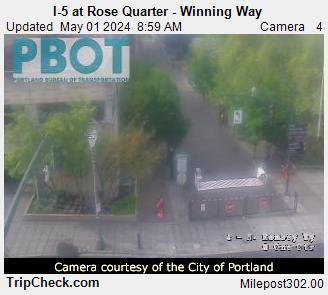 I-5 at Rose Quarter - Winning Way
Updated May 01 2024 8:59 AM Camera 4
PBOT
PORTLAND BUREAU OF TRANSPORTATION
Camera courtesy of the City of Portland
TripCheck.com Milepost302.00